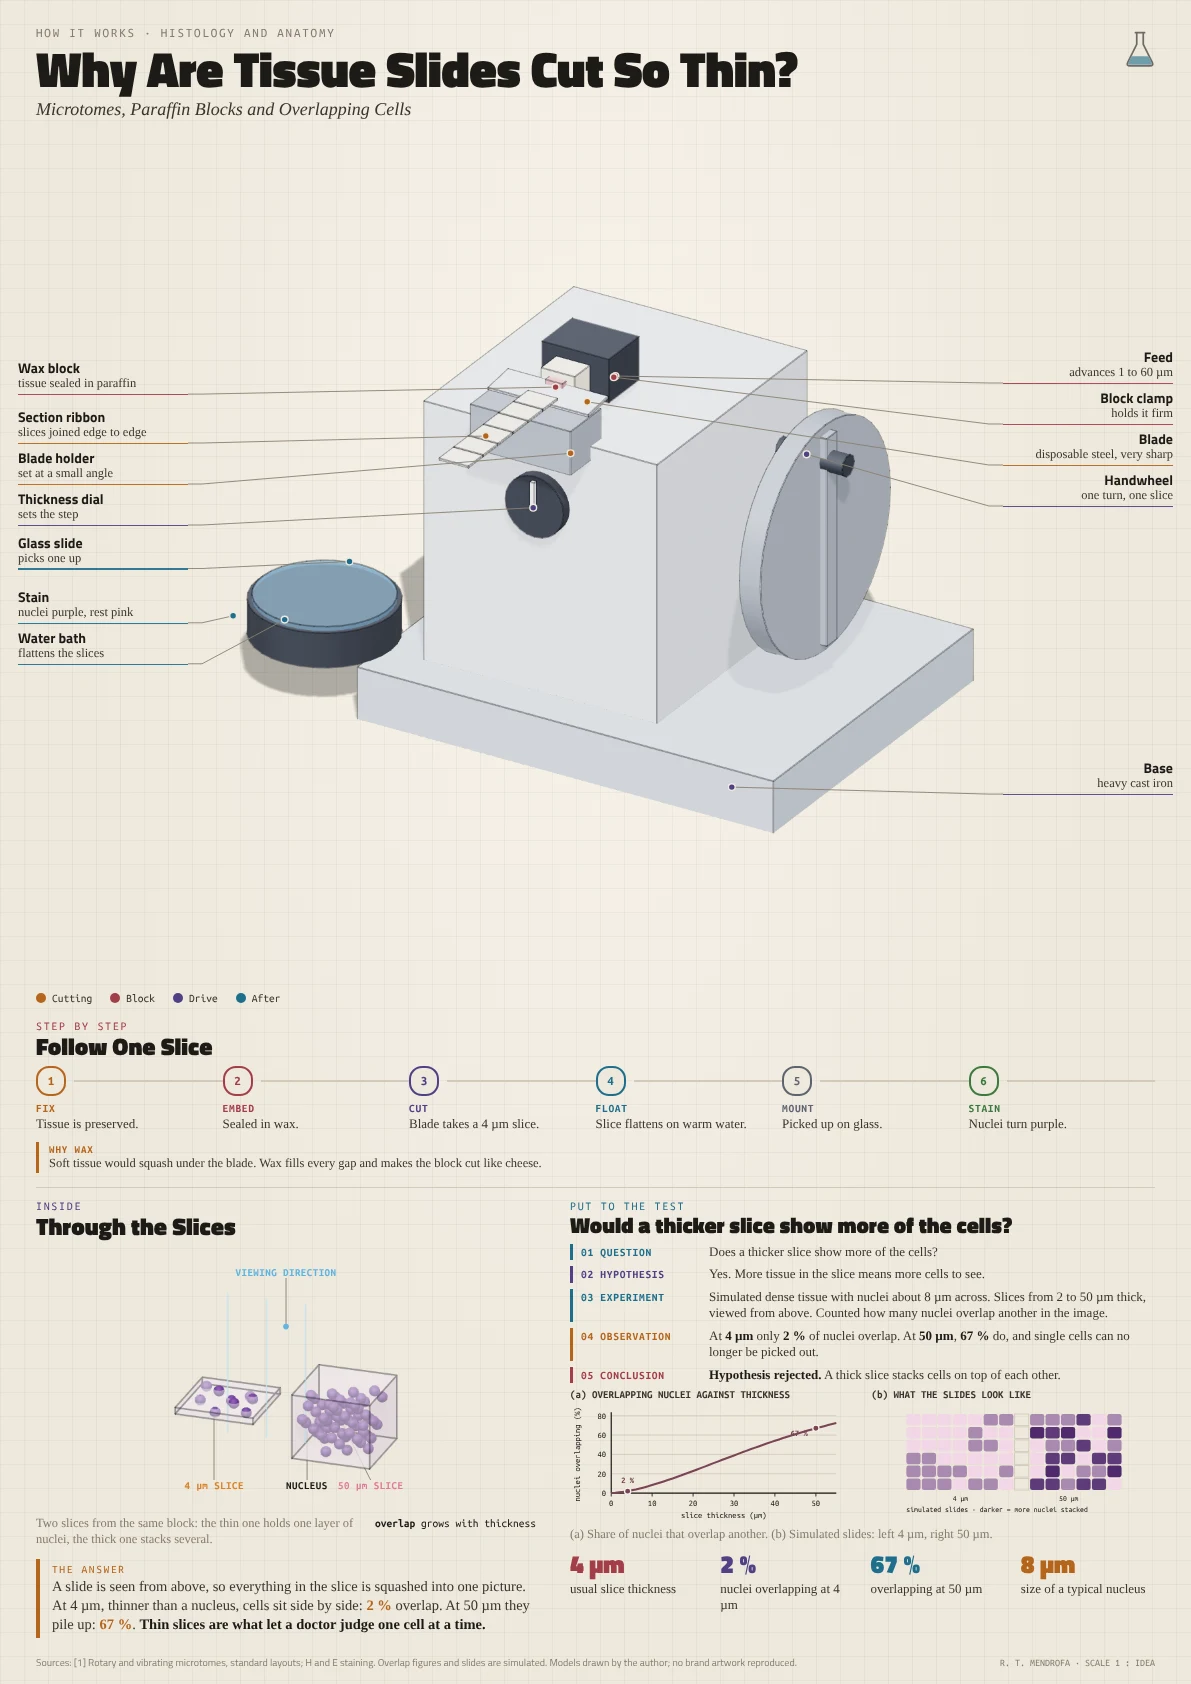 HOW IT WORKS · HISTOLOGY AND ANATOMY
Why Are Tissue Slides Cut So Thin?
Microtomes, Paraffin Blocks and Overlapping Cells
Wax block
tissue sealed in paraffin
Section ribbon
slices joined edge to edge
Blade holder
set at a small angle
Thickness dial
sets the step
Glass slide
picks one up
Stain
nuclei purple, rest pink
Water bath
flattens the slices
Feed
advances 1 to 60 µm
Block clamp
holds it firm
Blade
disposable steel, very sharp
Handwheel
one turn, one slice
Base
heavy cast iron
Cutting
Block
Drive
After
STEP BY STEP
Follow One Slice
1
FIX
Tissue is preserved.
2
EMBED
Sealed in wax.
3
CUT
Blade takes a 4 µm slice.
4
FLOAT
Slice flattens on warm water.
5
MOUNT
Picked up on glass.
6
STAIN
Nuclei turn purple.
WHY WAX
Soft tissue would squash under the blade. Wax fills every gap and makes the block cut like cheese.
INSIDE
Through the Slices
VIEWING DIRECTION
4 µm SLICE
NUCLEUS
50 µm SLICE
Two slices from the same block: the thin one holds one layer of
nuclei, the thick one stacks several.
overlap grows with thickness
THE ANSWER
A slide is seen from above, so everything in the slice is squashed into one picture.
At 4 µm, thinner than a nucleus, cells sit side by side: 2 % overlap. At 50 µm they
pile up: 67 %. Thin slices are what let a doctor judge one cell at a time.
PUT TO THE TEST
Would a thicker slice show more of the cells?
01 QUESTION
Does a thicker slice show more of the cells?
02 HYPOTHESIS
Yes. More tissue in the slice means more cells to see.
03 EXPERIMENT
Simulated dense tissue with nuclei about 8 µm across. Slices from 2 to 50 µm thick,
viewed from above. Counted how many nuclei overlap another in the image.
04 OBSERVATION
At 4 µm only 2 % of nuclei overlap. At 50 µm, 67 % do, and single cells can no
longer be picked out.
05 CONCLUSION
Hypothesis rejected. A thick slice stacks cells on top of each other.
(a) OVERLAPPING NUCLEI AGAINST THICKNESS
nuclei overlapping (%)
80
60
40
20
0
2 %
67 %
0
10
20
30
40
50
slice thickness (µm)
(b) WHAT THE SLIDES LOOK LIKE
4 µm
50 µm
simulated slides · darker = more nuclei stacked
(a) Share of nuclei that overlap another. (b) Simulated slides: left 4 µm, right 50 µm.
4 µm
usual slice thickness
2 %
nuclei overlapping at 4
µm
67 %
overlapping at 50 µm
8 µm
size of a typical nucleus
Sources: [1] Rotary and vibrating microtomes, standard layouts; H and E staining. Overlap figures and slides are simulated. Models drawn by the author; no brand artwork reproduced.
R. T. MENDROFA · SCALE 1 : IDEA